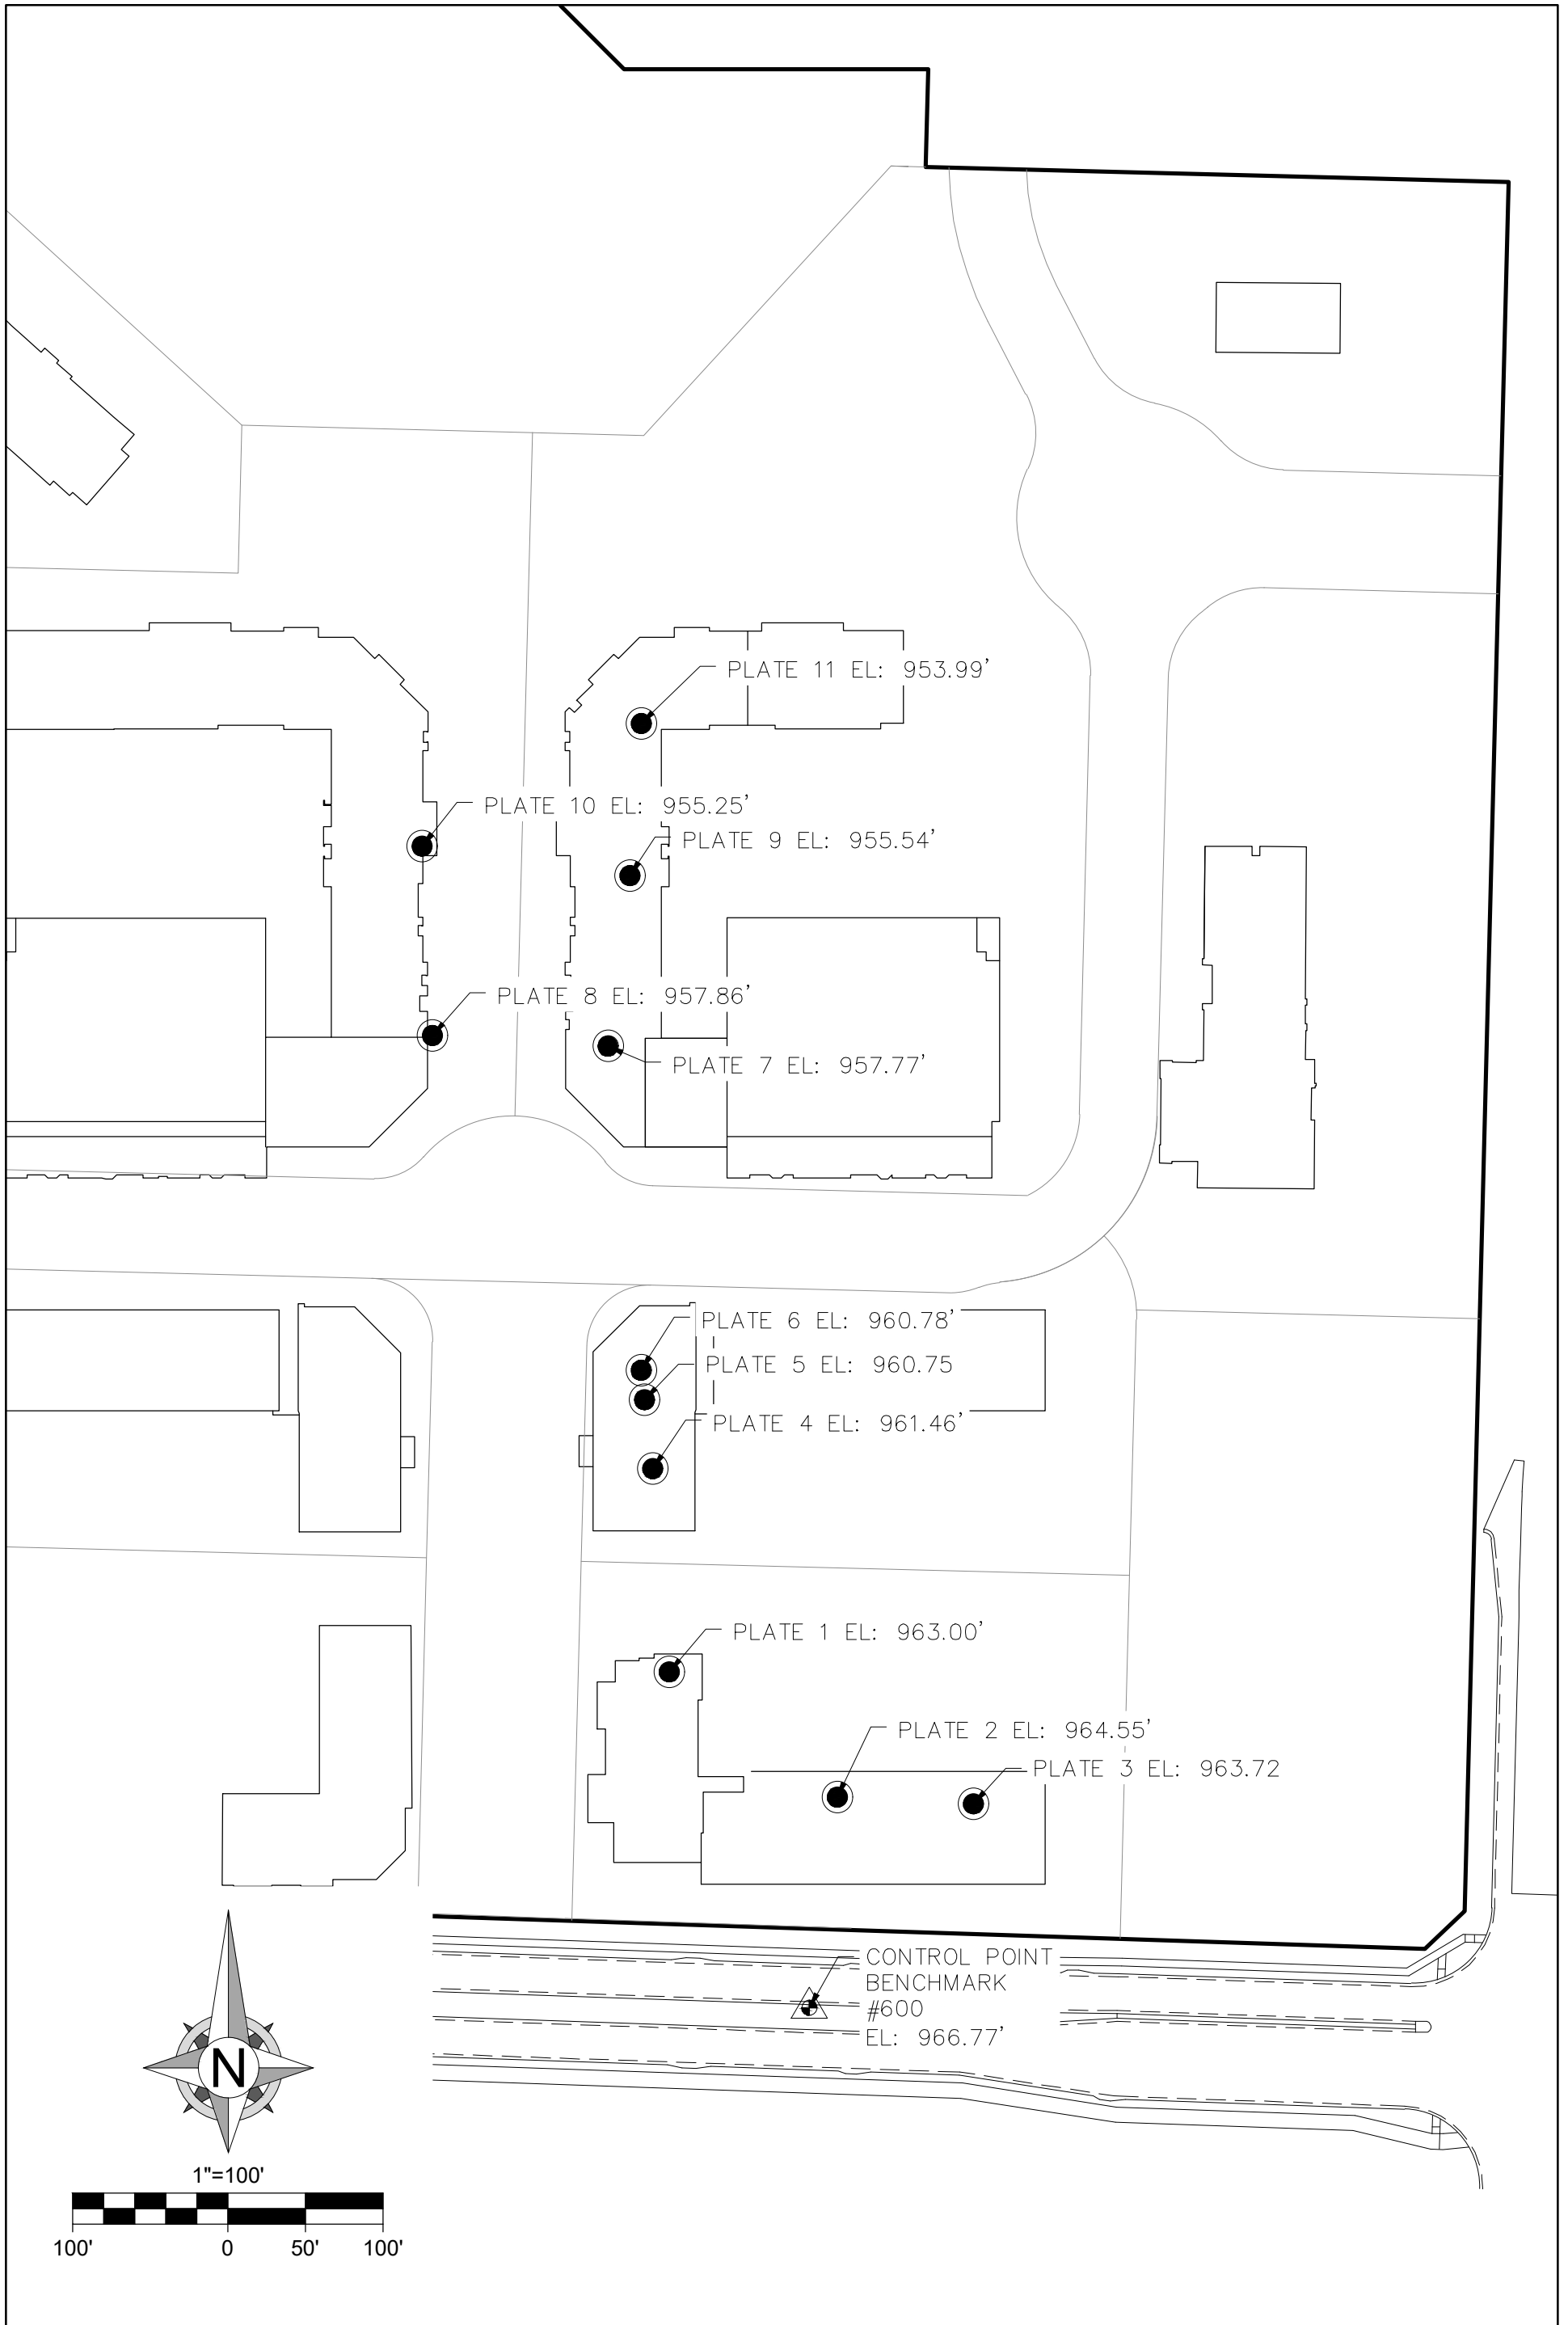 PLATE 11 EL: 953.99'
PLATE 10 EL: 955.25'
PLATE 9 EL: 955.54'
PLATE 8 EL: 957.86'
PLATE 7 EL: 957.77'
PLATE 6 EL: 960.78'
PLATE 5 EL: 960.75
PLATE 4 EL: 961.46'
PLATE 1 EL: 963.00'
PLATE 2 EL: 964.55'
PLATE 3 EL: 963.72
CONTROL POINT
BENCHMARK
#600
EL: 966.77'
N
1"=100'
100' 0 50' 100'